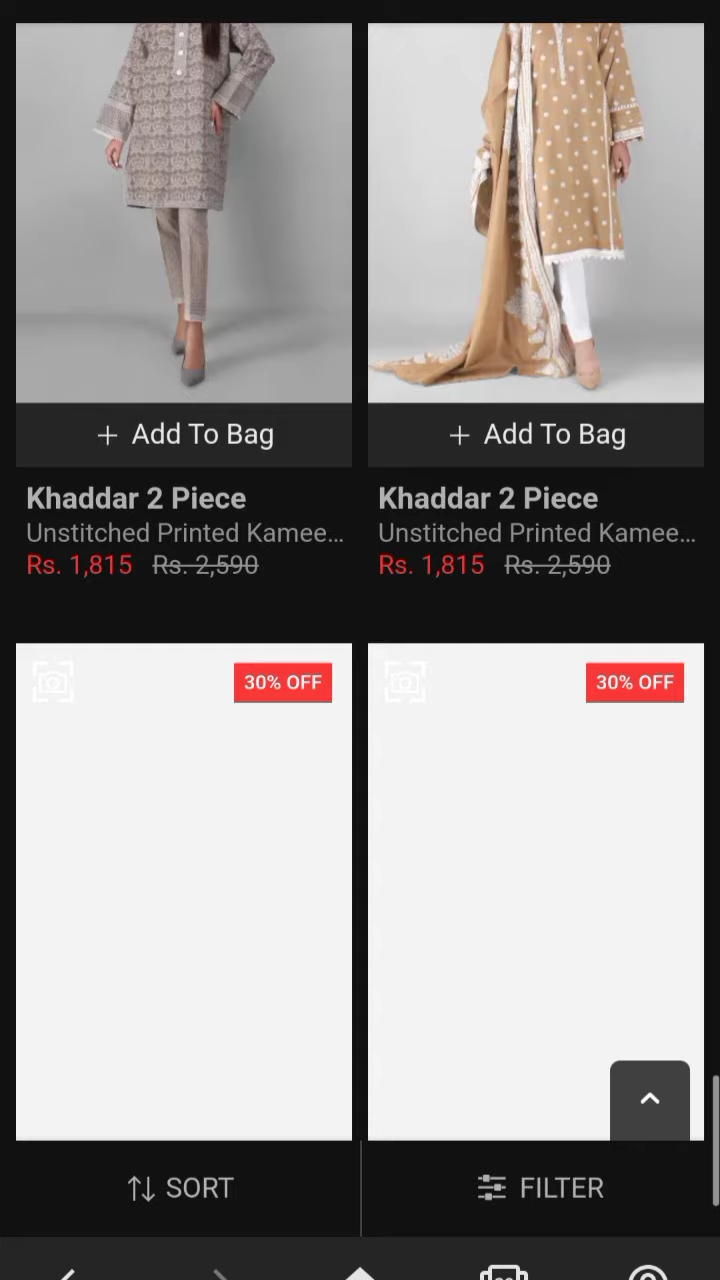 + Add To Bag
+ Add To Bag
Khaddar 2 Piece
Unstitched Printed Kamee...
Rs. 1,815 Rs. 2,590
Khaddar 2 Piece
Unstitched Printed Kamee...
Rs. 1,815 Rs. 2,590
30% OFF
30% OFF
SORT
FILTER